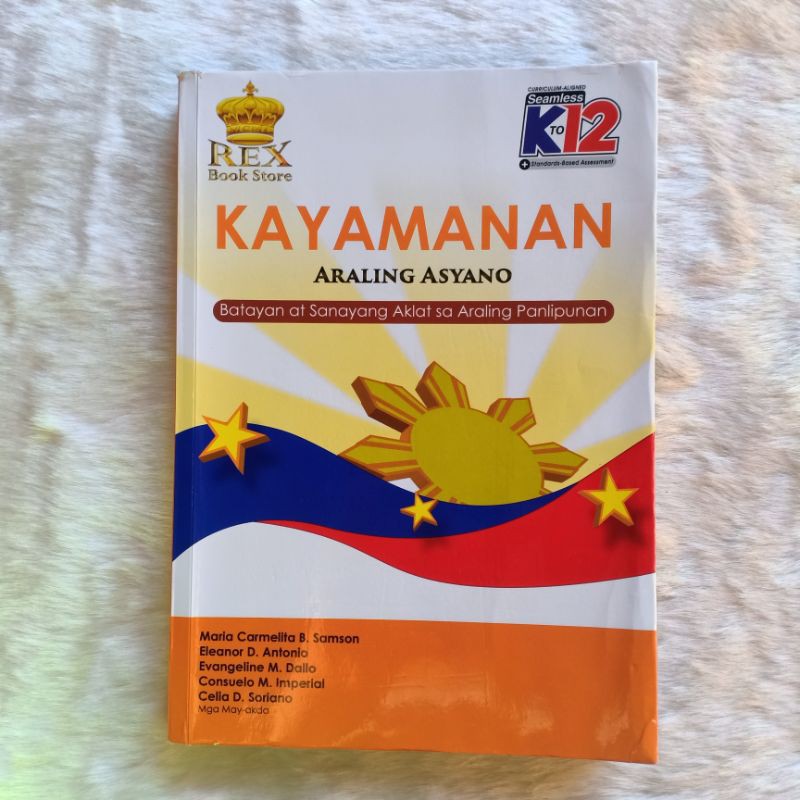 REX
Book Store
CURRICULUM-ALIGNED
Seamless
K TO 12
+Standards-Based Assessment
KAYAMANAN
ARALING ASYANO
Batayan at Sanayang Aklat sa Araling Panlipunan
Maria Carmelita B. Samson
Eleanor D. Antonio
Evangeline M. Dallo
Consuelo M. Imperial
Celia D. Soriano
Mga May-akda